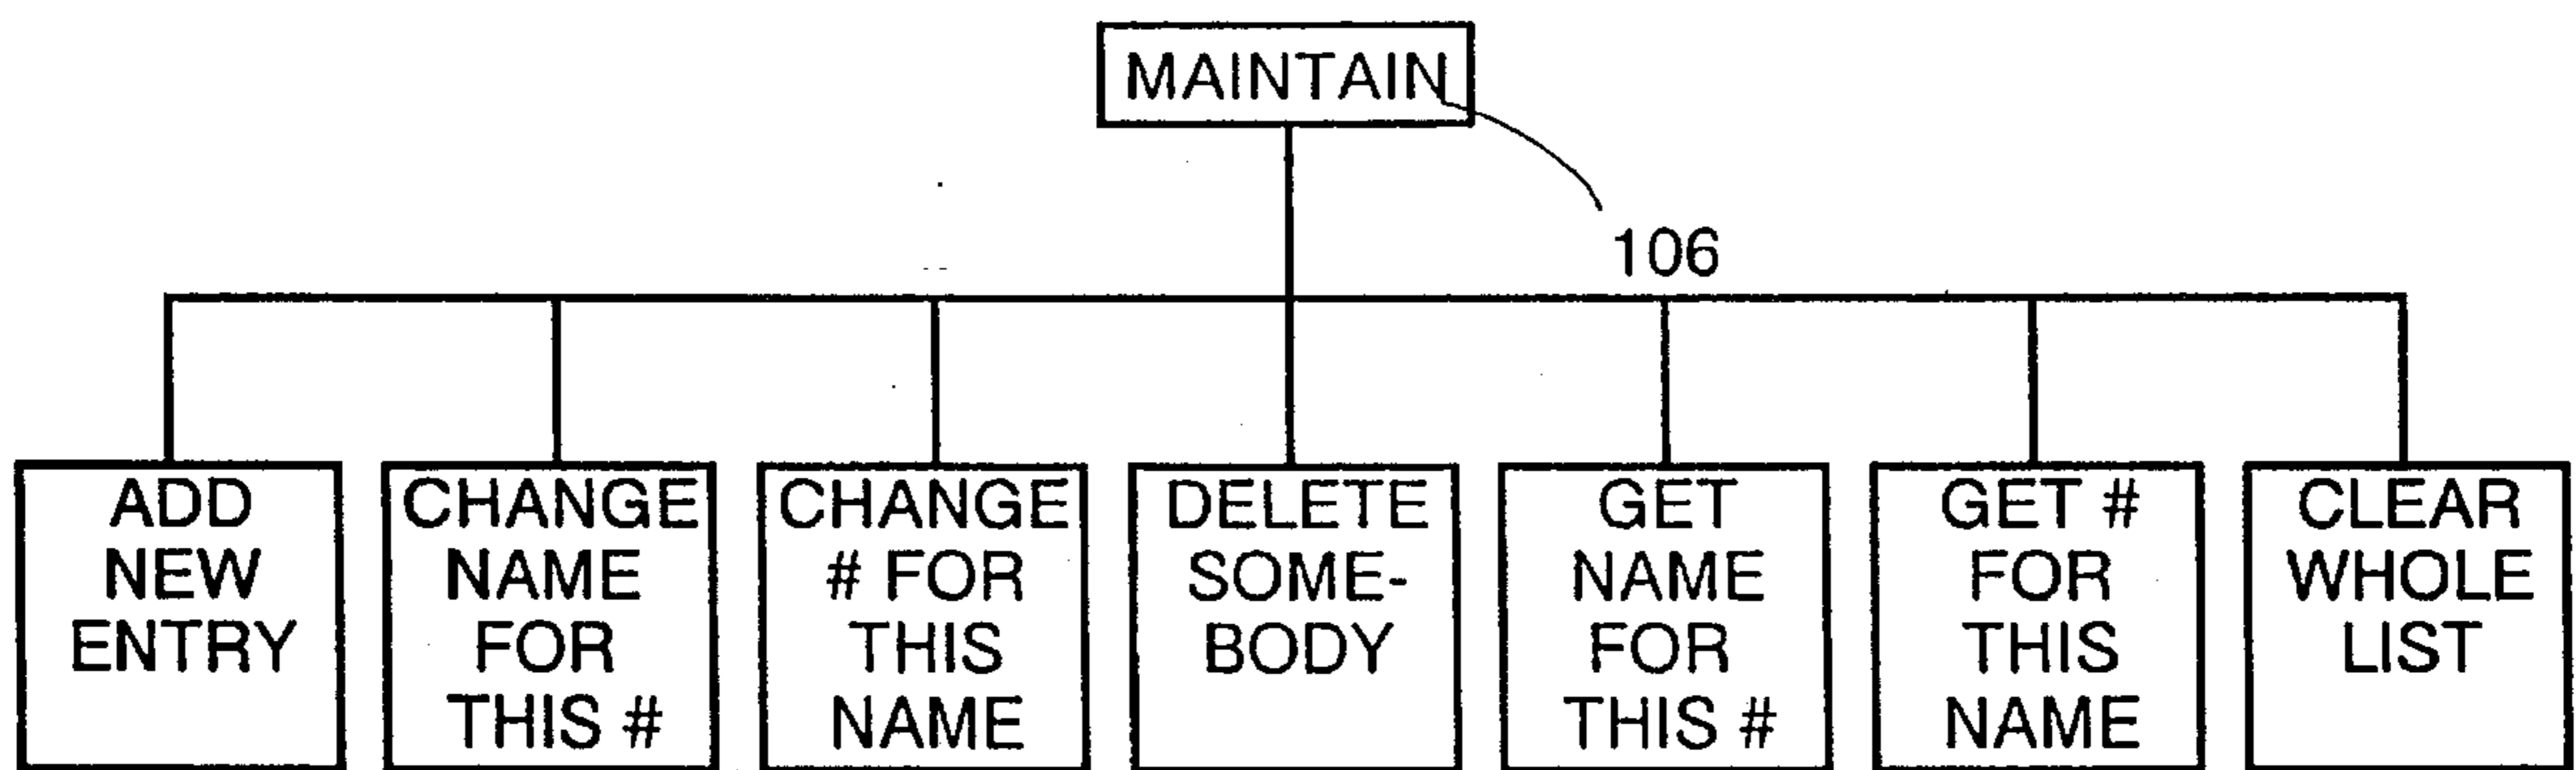 MAINTAIN
106
ADD
NEW
ENTRY
CHANGE
NAME
FOR
THIS #
CHANGE
# FOR
THIS
NAME
DELETE
SOME-
BODY
GET
NAME
FOR
THIS #
GET #
FOR
THIS
NAME
CLEAR
WHOLE
LIST